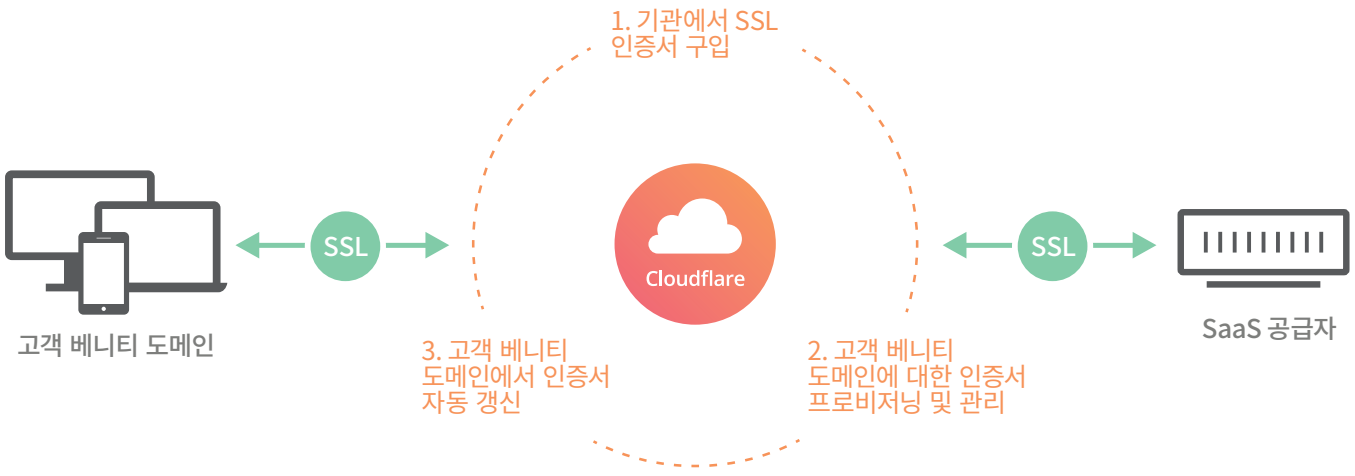 1. 기관에서 SSL
인증서 구입
SSL
Cloudflare
SSL
고객 베니티 도메인
SaaS 공급자
3. 고객 베니티
도메인에서 인증서
자동 갱신
2. 고객 베니티
도메인에 대한 인증서
프로비저닝 및 관리